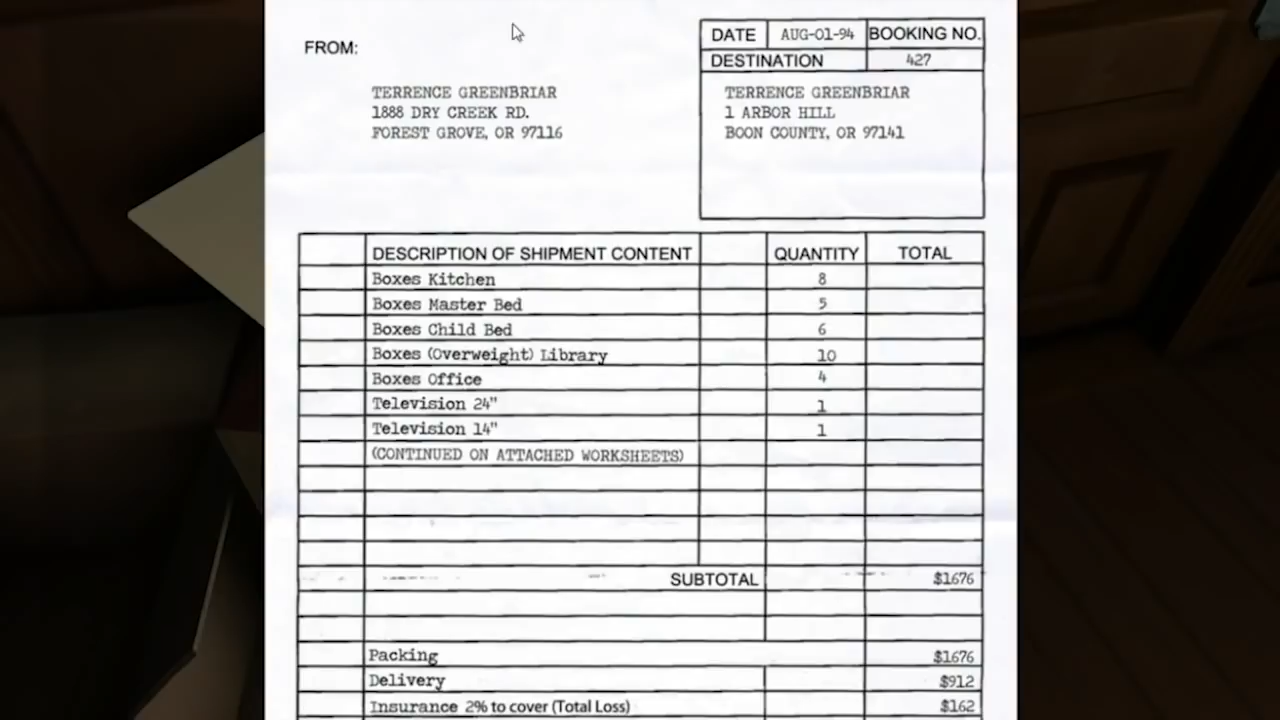 FROM:
TERRENCE GREENBRIAR
1888 DRY CREEK RD.
FOREST GROVE, OR 97116
DATE AUG-01-94 BOOKING NO.
DESTINATION 427
TERRENCE GREENBRIAR
1 ARBOR HILL
BOON COUNTY, OR 97141
DESCRIPTION OF SHIPMENT CONTENT QUANTITY TOTAL
Boxes Kitchen 8
Boxes Master Bed 5
Boxes Child Bed 6
Boxes (Overweight) Library 10
Boxes Office 4
Television 24" 1
Television 14" 1
(CONTINUED ON ATTACHED WORKSHEETS)
SUBTOTAL $1676
Packing $1676
Delivery $912
Insurance 2% to cover (Total Loss) $162